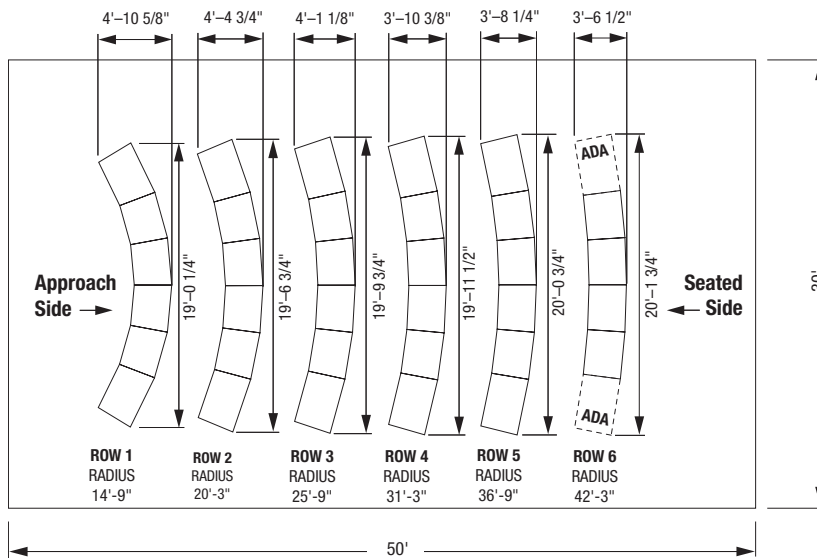 4'–10 5/8"
4'–4 3/4"
4'–1 1/8"
3'–10 3/8"
3'–8 1/4"
3'–6 1/2"
ADA
Approach
Side
19'–0 1/4"
19'–6 3/4"
19'–9 3/4"
19'–11 1/2"
20'–0 3/4"
20'–1 3/4"
Seated
Side
ADA
ROW 1
RADIUS
14'-9"
ROW 2
RADIUS
20'-3"
ROW 3
RADIUS
25'-9"
ROW 4
RADIUS
31'-3"
ROW 5
RADIUS
36'-9"
ROW 6
RADIUS
42'-3"
50'